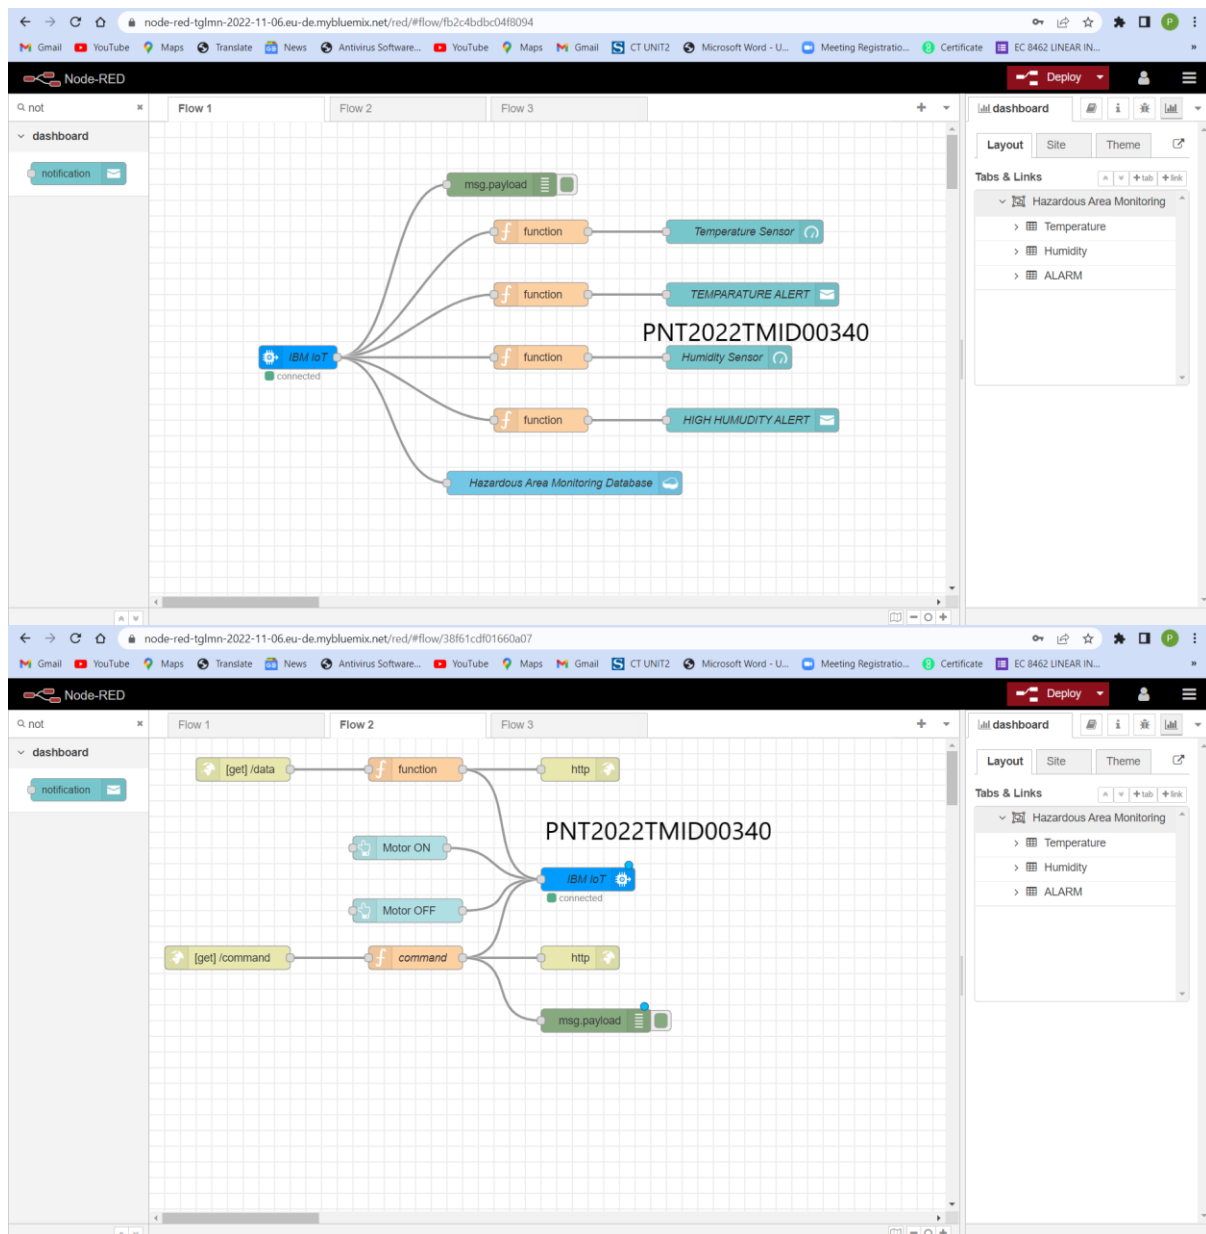 node-red-tglmn-2022-11-06.eu-de.mybluemix.net/red/#flow/fb2c4bdbc04f8094
P
Gmail YouTube Maps Translate News Antivirus Software... YouTube Maps Gmail CT UNIT2 Microsoft Word - U... Meeting Registratio... Certificate EC 8462 LINEAR IN... »
Node-RED Deploy
not Flow 1 Flow 2 Flow 3 dashboard
dashboard
Layout Site Theme
notification
Tabs & Links tab link
msg.payload
Hazardous Area Monitoring
Temperature
function Temperature Sensor
Humidity
ALARM
function TEMPARATURE ALERT
PNT2022TMID00340
IBM IoT function Humidity Sensor
connected
function HIGH HUMUDITY ALERT
Hazardous Area Monitoring Database
node-red-tglmn-2022-11-06.eu-de.mybluemix.net/red/#flow/38f61cdf01660a07
P
Gmail YouTube Maps Translate News Antivirus Software... YouTube Maps Gmail CT UNIT2 Microsoft Word - U... Meeting Registratio... Certificate EC 8462 LINEAR IN... »
Node-RED Deploy
not Flow 1 Flow 2 Flow 3 dashboard
dashboard
Layout Site Theme
[get] /data function http
notification
Tabs & Links tab link
Hazardous Area Monitoring
PNT2022TMID00340
Temperature
Motor ON
Humidity
IBM IoT
ALARM
connected
Motor OFF
[get] /command command http
msg.payload